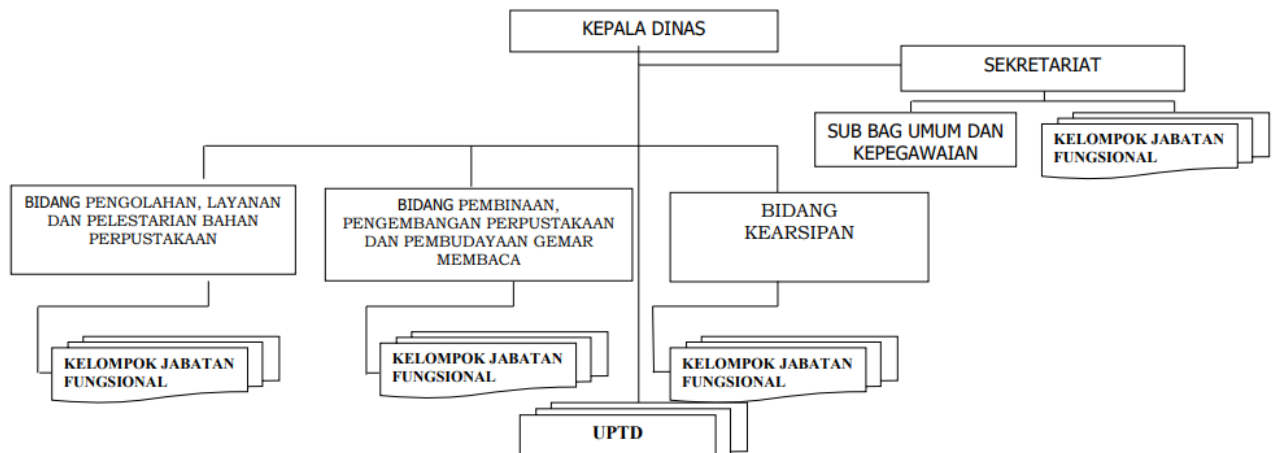 KEPALA DINAS
SEKRETARIAT
SUB BAG UMUM DAN
KEPEGAWAIAN
KELOMPOK JABATAN
FUNGSIONAL
BIDANG PENGOLAHAN, LAYANAN
DAN PELESTARIAN BAHAN
PERPUSTAKAAN
BIDANG PEMBINAAN,
PENGEMBANGAN PERPUSTAKAAN
DAN PEMBUDAYAAN GEMAR
MEMBACA
BIDANG
KEARSIPAN
KELOMPOK JABATAN
FUNGSIONAL
KELOMPOK JABATAN
FUNGSIONAL
KELOMPOK JABATAN
FUNGSIONAL
UPTD